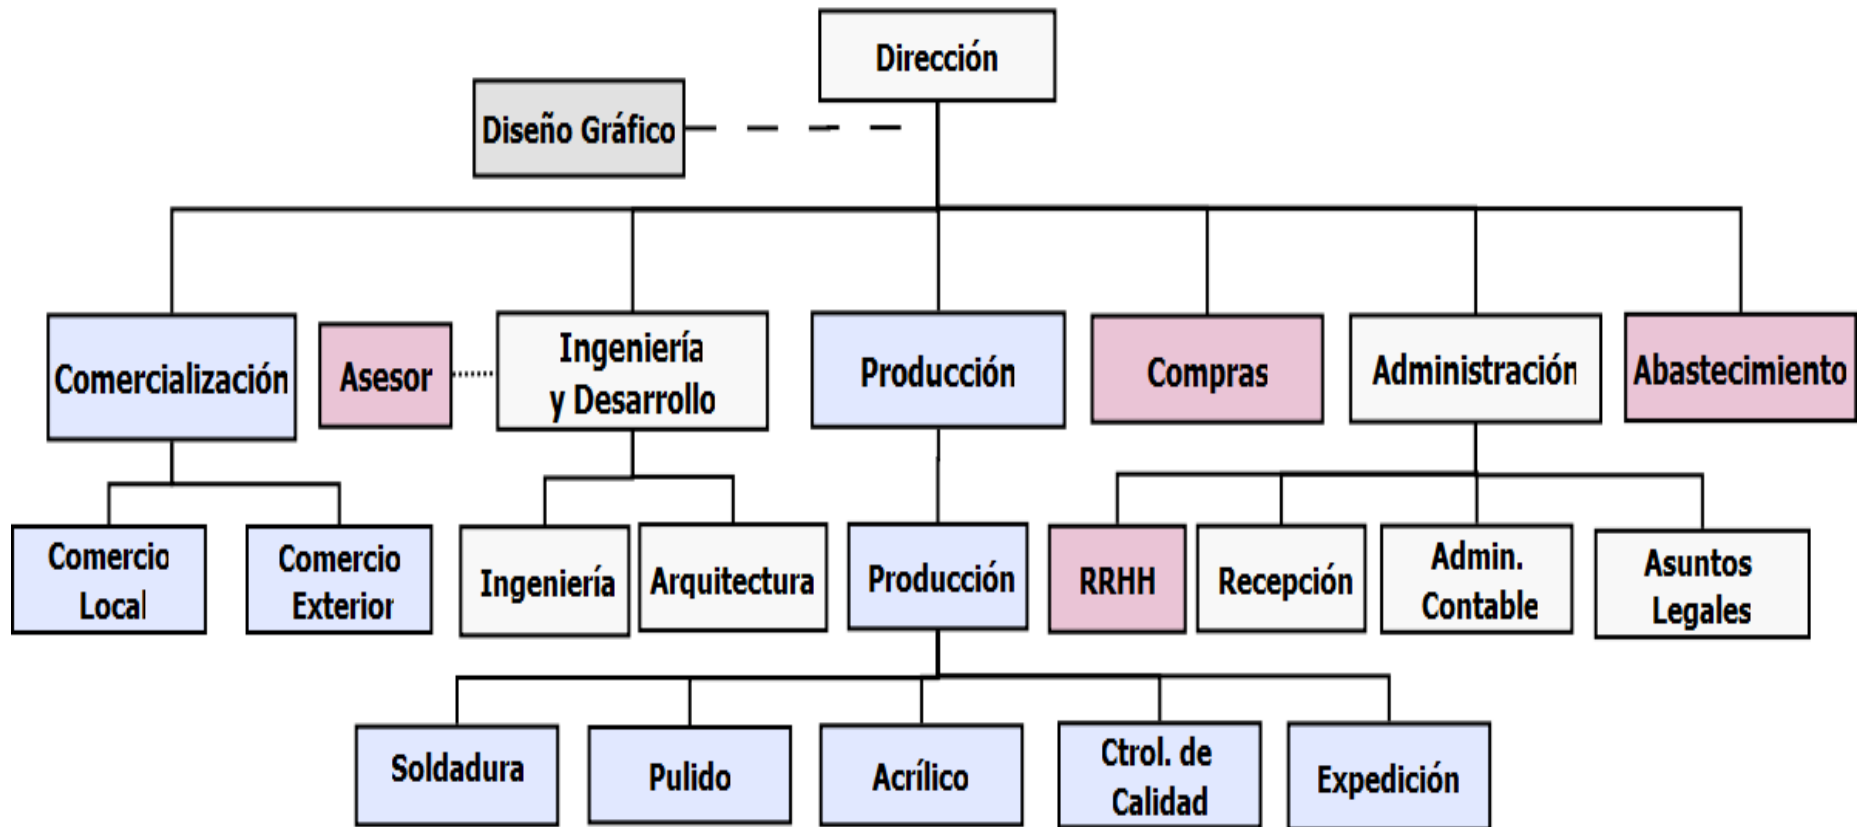 Dirección
Diseño Gráfico
Comercialización
Asesor
Ingeniería
y Desarrollo
Producción
Compras
Administración
Abastecimiento
Comercio
Local
Comercio
Exterior
Ingeniería
Arquitectura
Producción
RRHH
Recepción
Admin.
Contable
Asuntos
Legales
Soldadura
Pulido
Acrílico
Ctrol. de
Calidad
Expedición